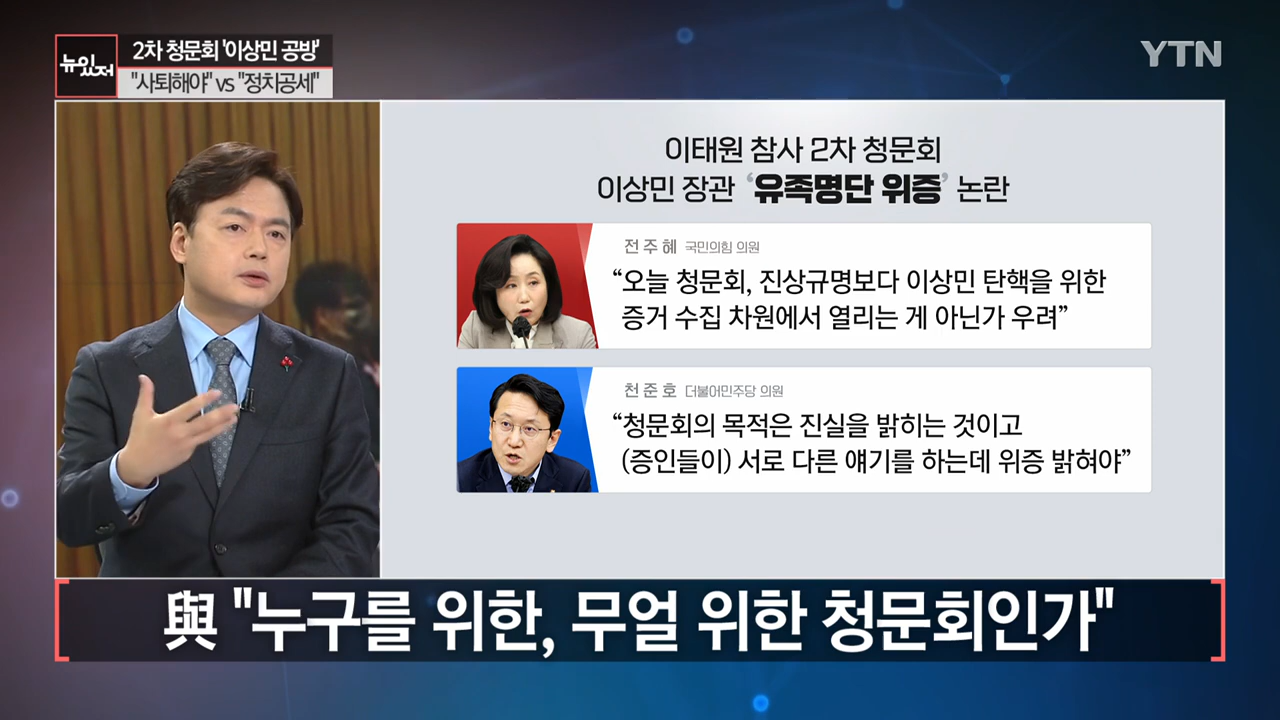 뉴있저
2차 청문회 '이상민 공방'
"사퇴해야" vs "정치공세"
YTN
이태원 참사 2차 청문회
이상민 장관 ‘유족명단 위증’ 논란
전주혜 국민의힘 의원
“오늘 청문회, 진상규명보다 이상민 탄핵을 위한
증거 수집 차원에서 열리는 게 아닌가 우려”
천준호 더불어민주당 의원
“청문회의 목적은 진실을 밝히는 것이고
(증인들이) 서로 다른 얘기를 하는데 위증 밝혀야”
與 "누구를 위한, 무얼 위한 청문회인가"